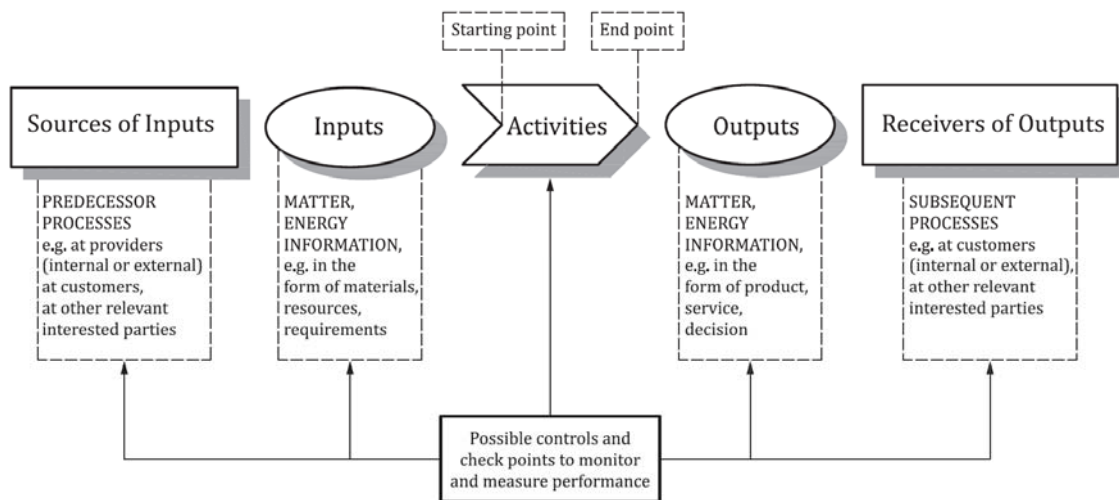 Starting point
End point
Sources of Inputs
Inputs
Activities
Outputs
Receivers of Outputs
PREDECESSOR
PROCESSES
e.g. at providers
(internal or external)
at customers,
at other relevant
interested parties
MATTER,
ENERGY
INFORMATION,
e.g. in the
form of materials,
resources,
requirements
MATTER,
ENERGY
INFORMATION,
e.g. in the
form of product,
service,
decision
SUBSEQUENT
PROCESSES
e.g. at customers
(internal or external),
at other relevant
interested parties
Possible controls and
check points to monitor
and measure performance